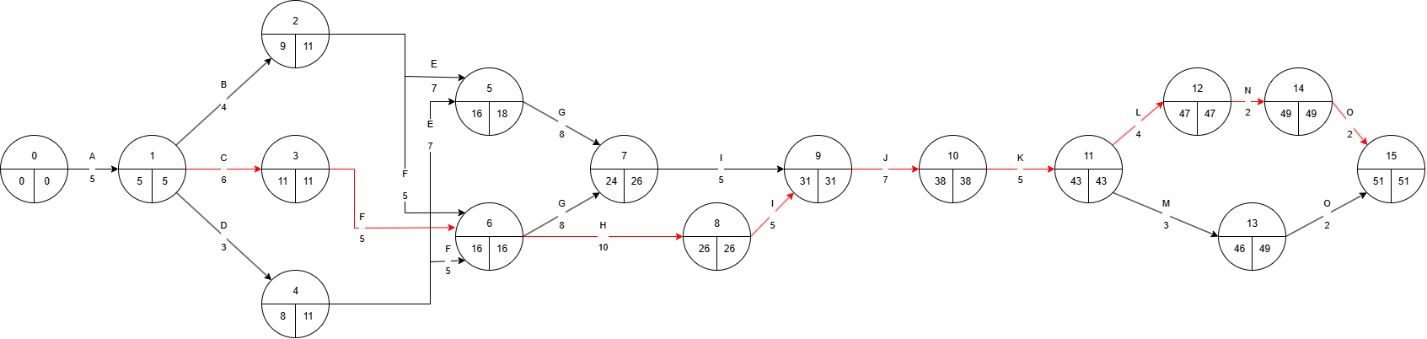 0
0 0
A
5
1
5 5
B
4
C
6
D
3
2
9 11
3
11 11
4
8 11
F
5
F
5
E
7
E
7
F
5
5
16 18
6
16 16
G
8
G
8
H
10
7
24 26
8
26 26
I
5
I
5
9
31 31
J
7
10
38 38
K
5
11
43 43
L
4
M
3
12
47 47
13
46 49
N
2
14
49 49
O
2
O
2
15
51 51